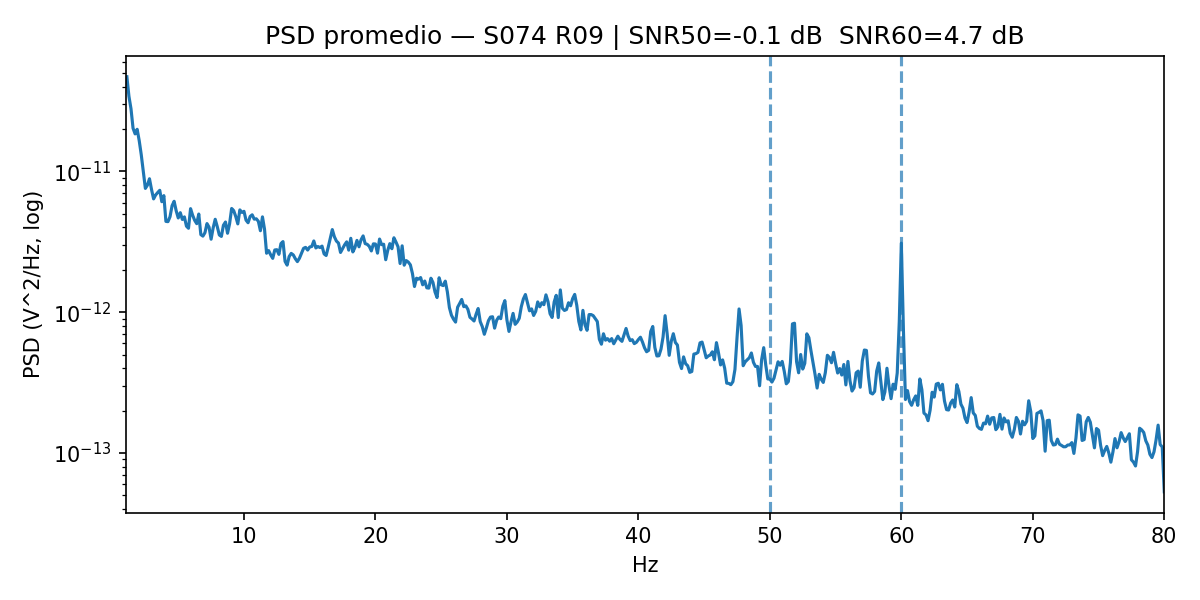 PSD promedio — S074 R09 | SNR50=-0.1 dB  SNR60=4.7 dB
PSD (V^2/Hz, log)
10⁻¹¹
10⁻¹²
10⁻¹³
10 20 30 40 50 60 70 80
Hz